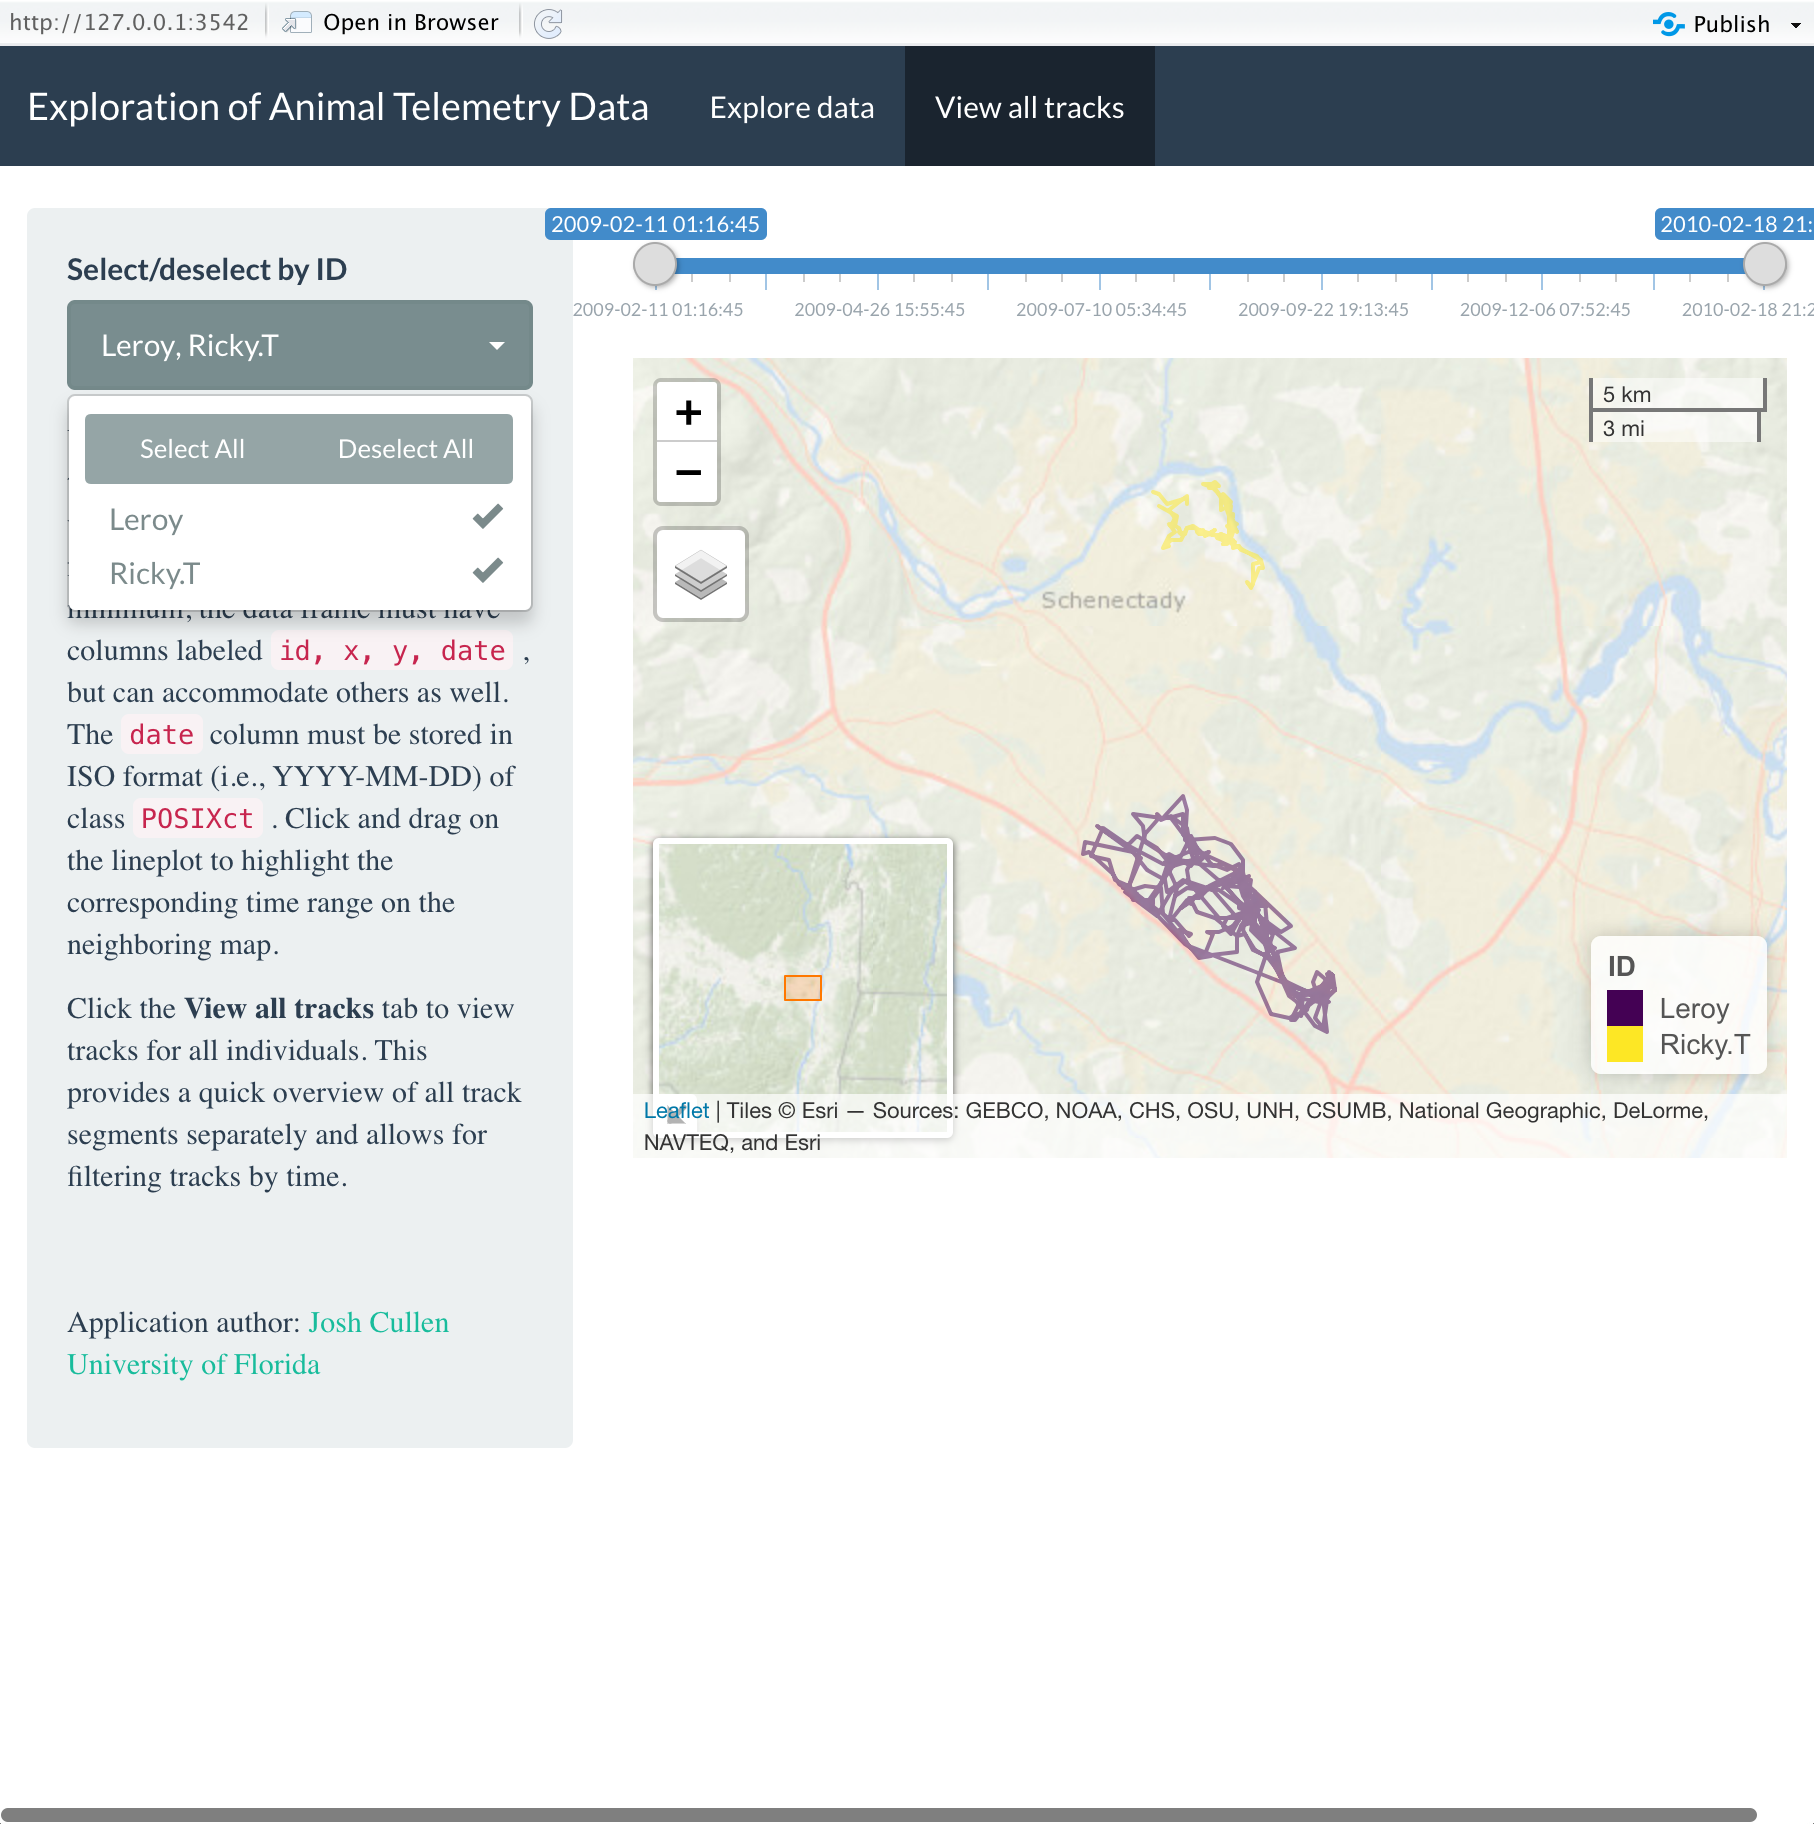 http://127.0.0.1:3542 Open in Browser Publish
Exploration of Animal Telemetry Data Explore data View all tracks
Select/deselect by ID
Leroy, Ricky.T
Select All Deselect All
Leroy
Ricky.T
minimum, the data frame must have
columns labeled id, x, y, date ,
but can accommodate others as well.
The date column must be stored in
ISO format (i.e., YYYY-MM-DD) of
class POSIXct . Click and drag on
the lineplot to highlight the
corresponding time range on the
neighboring map.
Click the View all tracks tab to view
tracks for all individuals. This
provides a quick overview of all track
segments separately and allows for
filtering tracks by time.
Application author: Josh Cullen
University of Florida
2009-02-11 01:16:45 2010-02-18 21:
2009-02-11 01:16:45 2009-04-26 15:55:45 2009-07-10 05:34:45 2009-09-22 19:13:45 2009-12-06 07:52:45 2010-02-18 21:2
+
−
5 km
3 mi
Schenectady
ID
Leroy
Ricky.T
Leaflet | Tiles © Esri — Sources: GEBCO, NOAA, CHS, OSU, UNH, CSUMB, National Geographic, DeLorme,
NAVTEQ, and Esri